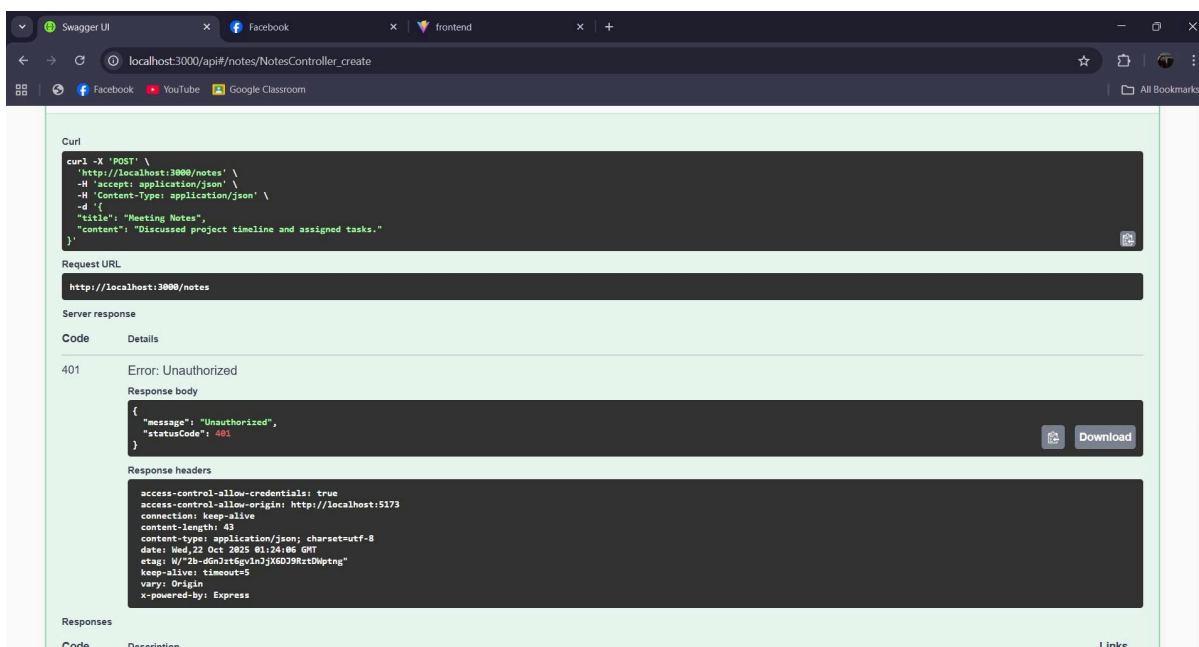 Swagger UI
Facebook
frontend
localhost:3000/api#/notes/NotesController_create
Facebook
YouTube
Google Classroom
All Bookmarks
Curl
curl -X 'POST' \
'http://localhost:3000/notes' \
-H 'accept: application/json' \
-H 'Content-Type: application/json' \
-d '{
"title": "Meeting Notes",
"content": "Discussed project timeline and assigned tasks."
}'
Request URL
http://localhost:3000/notes
Server response
Code Details
401 Error: Unauthorized
Response body
{
"message": "Unauthorized",
"statusCode": 401
}
Download
Response headers
access-control-allow-credentials: true
access-control-allow-origin: http://localhost:5173
connection: keep-alive
content-length: 43
content-type: application/json; charset=utf-8
date: Wed,22 Oct 2025 01:24:06 GMT
etag: W/"2b-dGnJzt6gv1nJjX6DJ9RztDWptng"
keep-alive: timeout=5
vary: Origin
x-powered-by: Express
Responses
Code Description Links